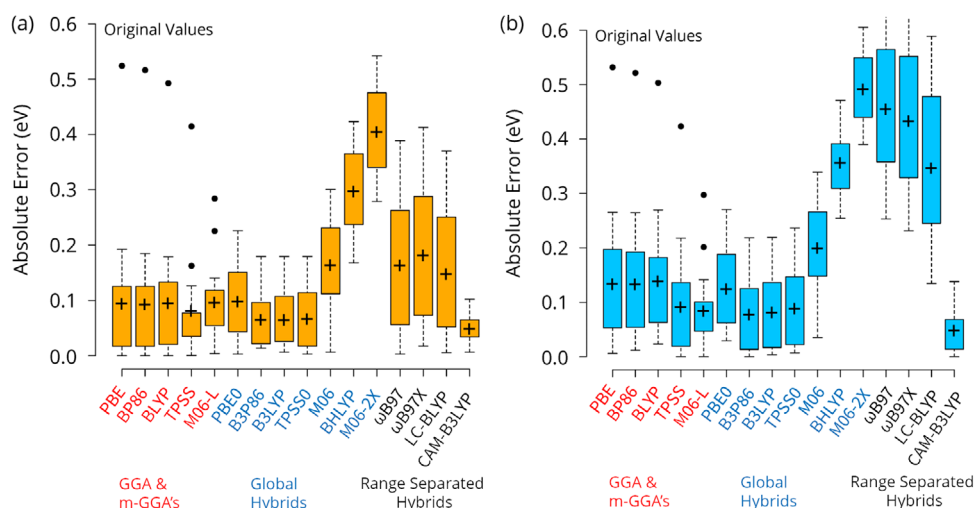 (a)
Original Values
Absolute Error (eV)
0.6
0.5
0.4
0.3
0.2
0.1
0.0
PBE
BP86
BLYP
TPSS
M06-L
PBE0
B3P86
B3LYP
TPSS0
M06
BHLYP
M06-2X
ωB97
ωB97X
LC-BLYP
CAM-B3LYP
GGA &
m-GGA's
Global
Hybrids
Range Separated
Hybrids
(b)
Original Values
Absolute Error (eV)
0.6
0.5
0.4
0.3
0.2
0.1
0.0
PBE
BP86
BLYP
TPSS
M06-L
PBE0
B3P86
B3LYP
TPSS0
M06
BHLYP
M06-2X
ωB97
ωB97X
LC-BLYP
CAM-B3LYP
GGA &
m-GGA's
Global
Hybrids
Range Separated
Hybrids